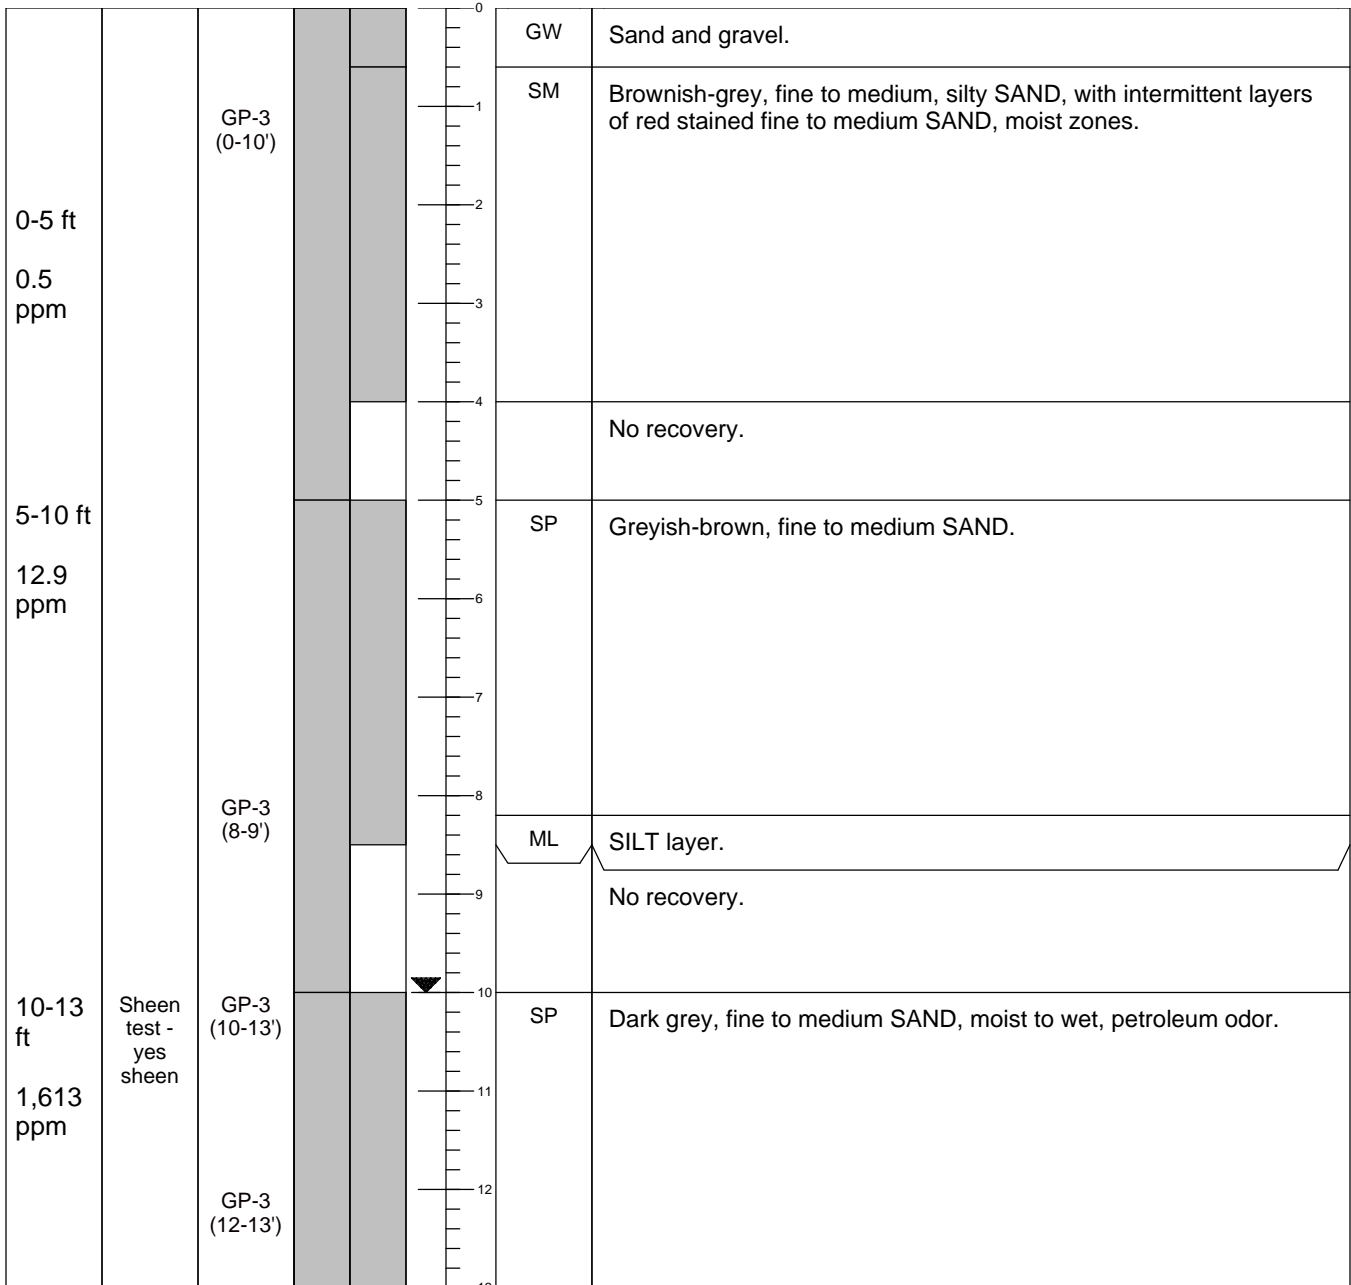 0
GW
Sand and gravel.
SM
Brownish-grey, fine to medium, silty SAND, with intermittent layers
of red stained fine to medium SAND, moist zones.
1
GP-3
(0-10')
2
0-5 ft
0.5
ppm
3
4
No recovery.
5
5-10 ft
SP
Greyish-brown, fine to medium SAND.
12.9
ppm
6
7
8
GP-3
(8-9')
ML
SILT layer.
9
No recovery.
10
10-13
ft
1,613
ppm
Sheen
test -
yes
sheen
GP-3
(10-13')
SP
Dark grey, fine to medium SAND, moist to wet, petroleum odor.
11
12
GP-3
(12-13')